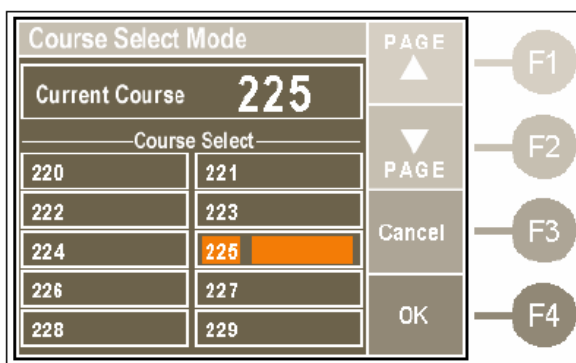 Course Select Mode
PAGE
F1
Current Course 225
Course Select
F2
PAGE
220 221
222 223
Cancel
F3
224 225
226 227
OK
F4
228 229